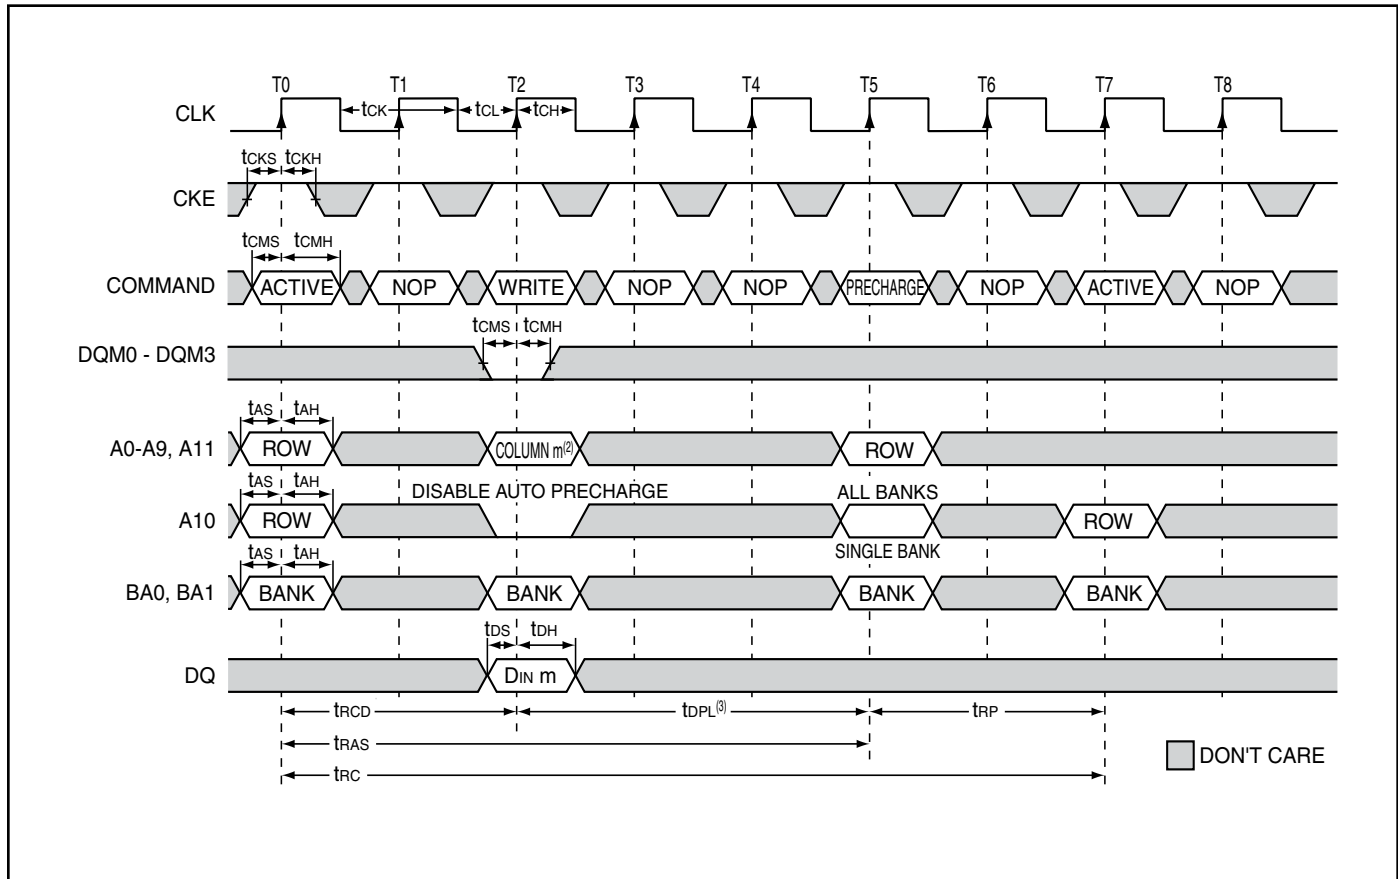 T0 T1 T2 T3 T4 T5 T6 T7 T8
CLK tCK tCL tCH
tCKS tCKH
CKE
tCMS tCMH
COMMAND ACTIVE NOP WRITE NOP NOP PRECHARGE NOP ACTIVE NOP
tCMS tCMH
DQM0 - DQM3
tAS tAH
A0-A9, A11 ROW COLUMN m(2) ROW
tAS tAH DISABLE AUTO PRECHARGE ALL BANKS
A10 ROW ROW
tAS tAH SINGLE BANK
BA0, BA1 BANK BANK BANK BANK
tDS tDH
DQ DIN m
tRCD tDPL(3) tRP
tRAS
DON'T CARE
tRC